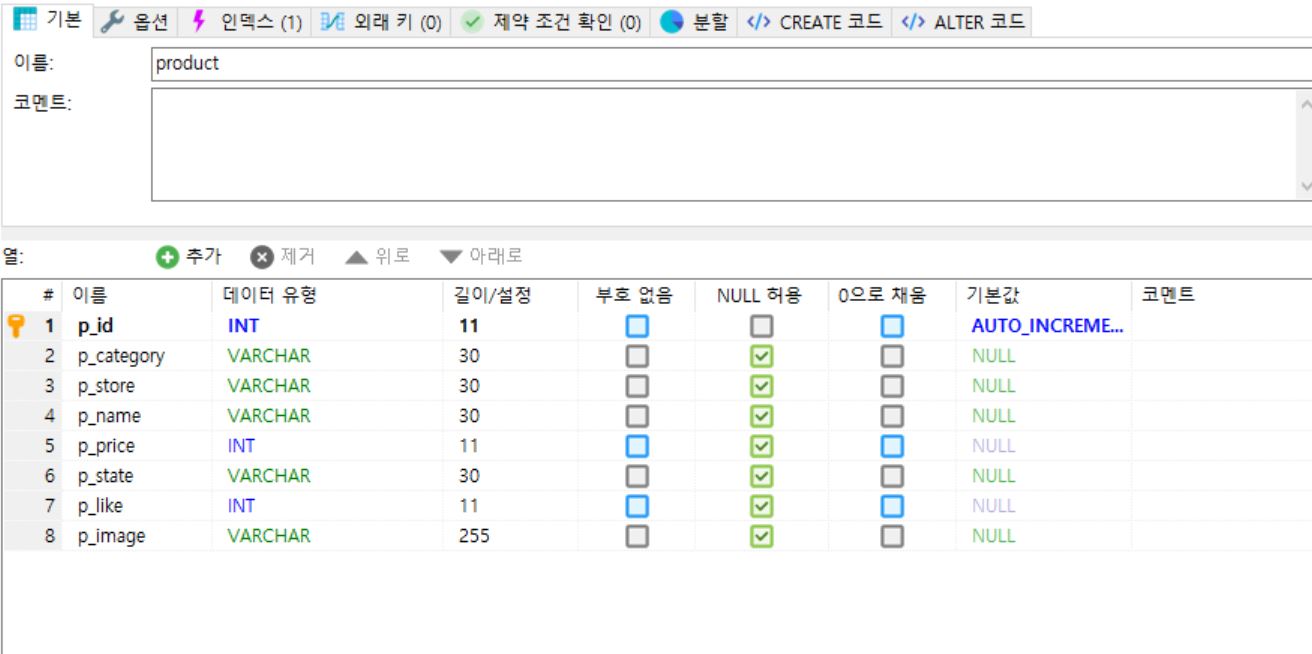 기본 옵션 인덱스 (1) 외래 키 (0) 제약 조건 확인 (0) 분할 </> CREATE 코드 </> ALTER 코드
이름: product
코멘트:
열: 추가 제거 위로 아래로
# 이름 데이터 유형 길이/설정 부호 없음 NULL 허용 0으로 채움 기본값 코멘트
1 p_id INT 11 AUTO_INCREME...
2 p_category VARCHAR 30 NULL
3 p_store VARCHAR 30 NULL
4 p_name VARCHAR 30 NULL
5 p_price INT 11 NULL
6 p_state VARCHAR 30 NULL
7 p_like INT 11 NULL
8 p_image VARCHAR 255 NULL